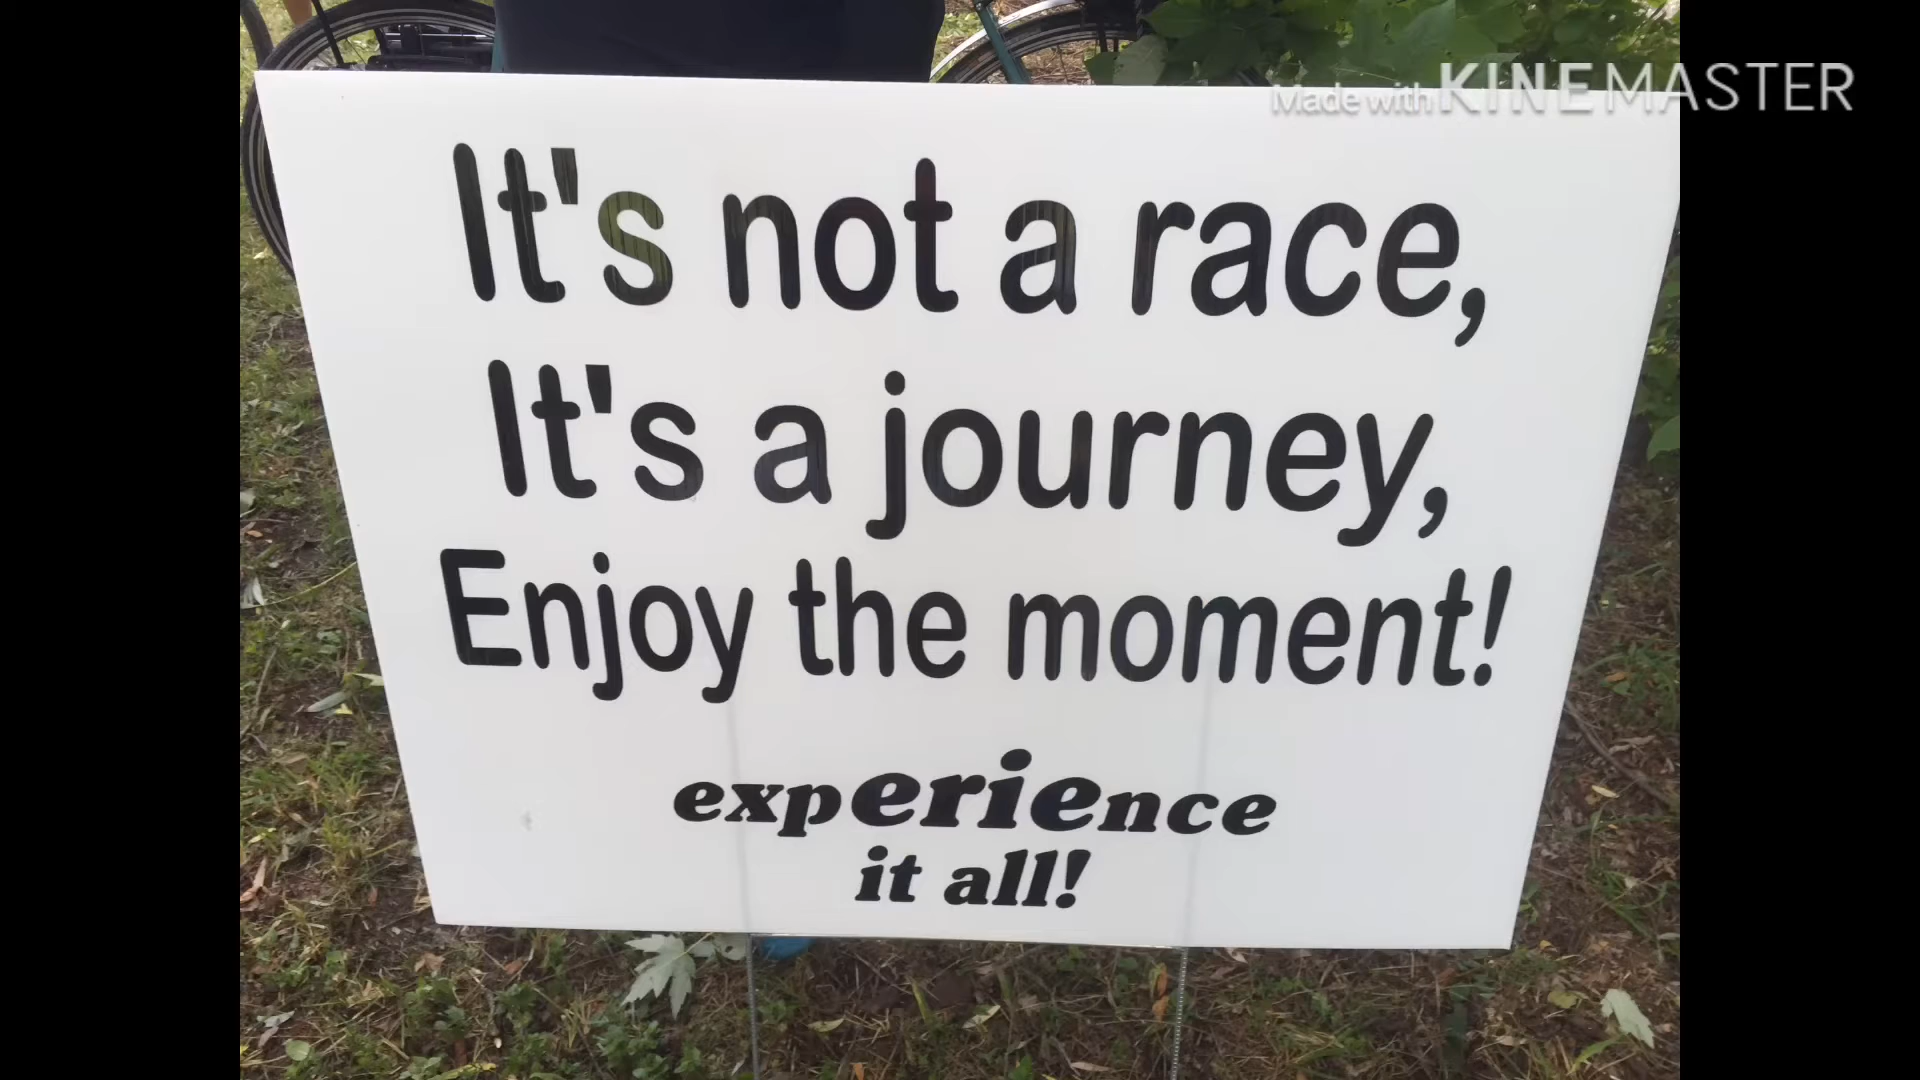 Made with KINEMASTER
It's not a race,
It's a journey,
Enjoy the moment!
experience
it all!